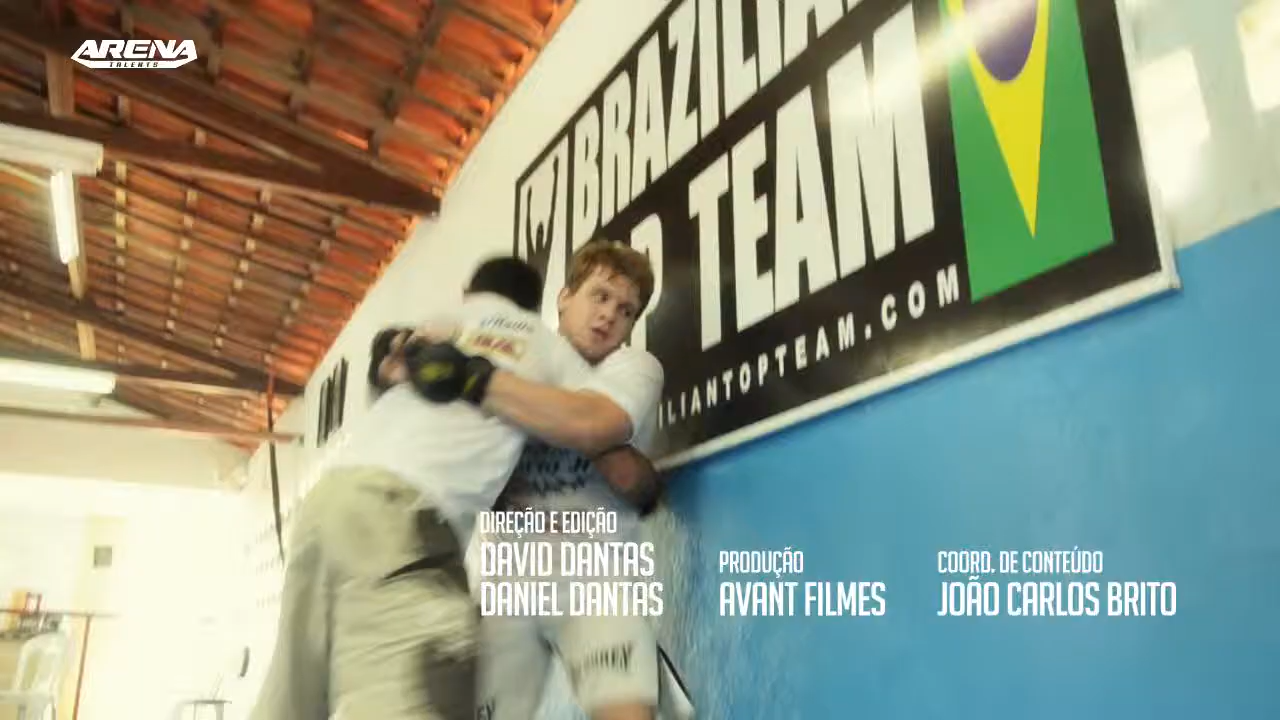 ARENA
TALENTS
BRAZILIAN
TEAM
ILIANTOPTEAM.COM
DIREÇÃO E EDIÇÃO
DAVID DANTAS
DANIEL DANTAS
PRODUÇÃO
AVANT FILMES
COORD. DE CONTEÚDO
JOÃO CARLOS BRITO